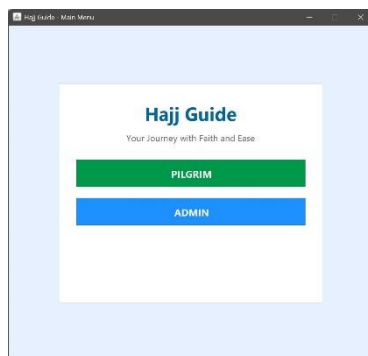 Hajj Guide - Main Menu
Hajj Guide
Your Journey with Faith and Ease
PILGRIM
ADMIN